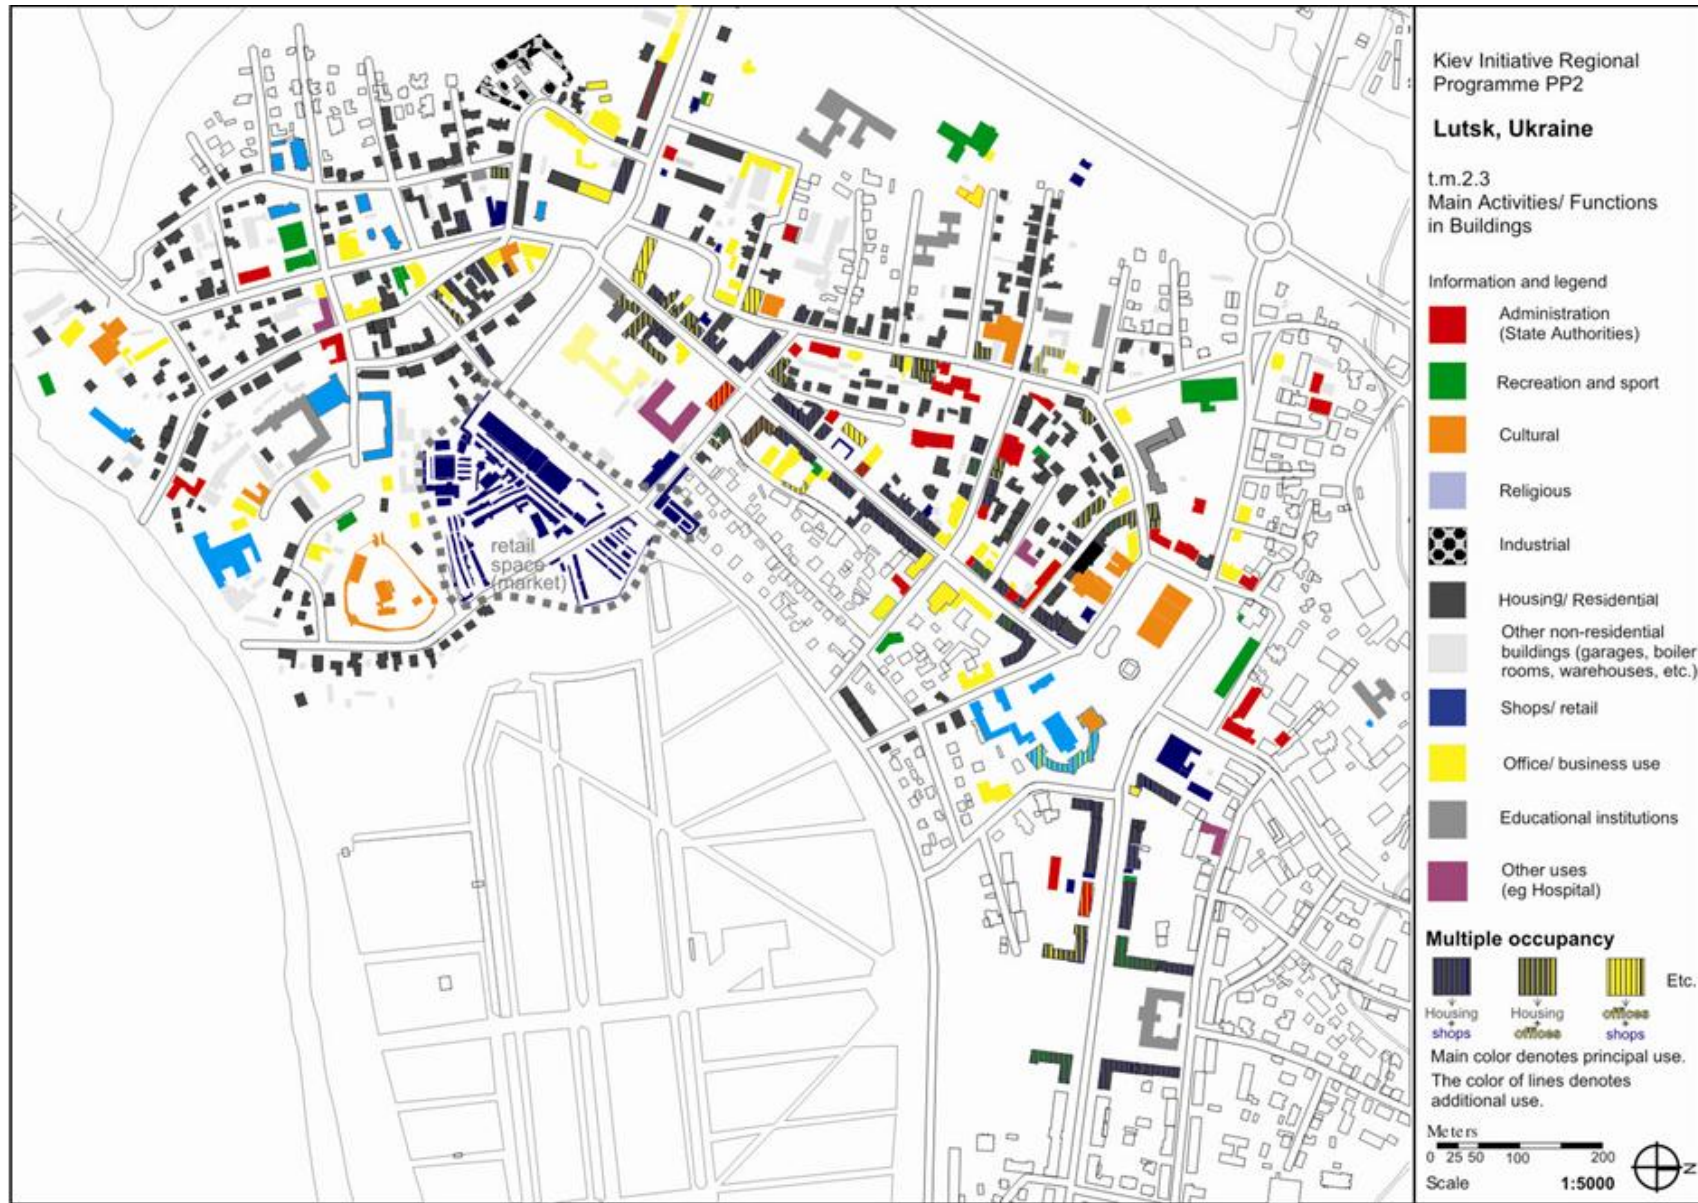 Kiev Initiative Regional
Programme PP2
Lutsk, Ukraine
t.m.2.3
Main Activities/ Functions
in Buildings
Information and legend
Administration
(State Authorities)
Recreation and sport
Cultural
Religious
Industrial
Housing/ Residential
Other non-residential
buildings (garages, boiler
rooms, warehouses, etc.)
Shops/ retail
Office/ business use
Educational institutions
Other uses
(eg Hospital)
Multiple occupancy
Etc.
Housing
+
shops
Housing
+
offices
offices
+
shops
Main color denotes principal use.
The color of lines denotes
additional use.
Meters
0 25 50 100 200
Scale 1:5000
N
retail
space
(market)